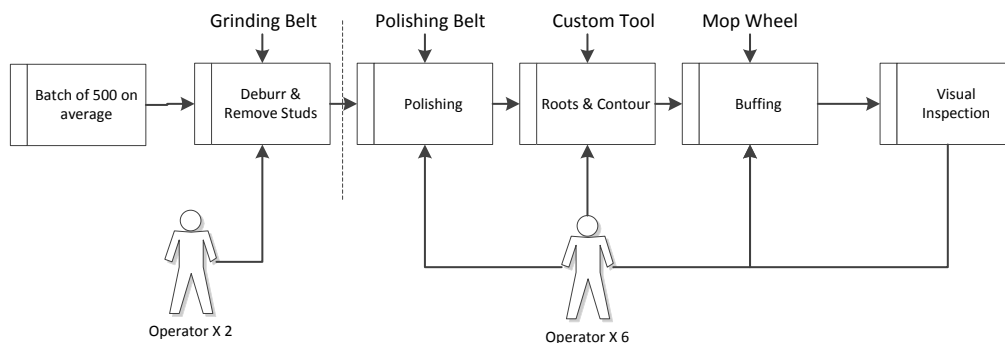 Grinding Belt
Polishing Belt
Custom Tool
Mop Wheel
Batch of 500 on
average
Deburr &
Remove Studs
Polishing
Roots & Contour
Buffing
Visual
Inspection
Operator X 2
Operator X 6